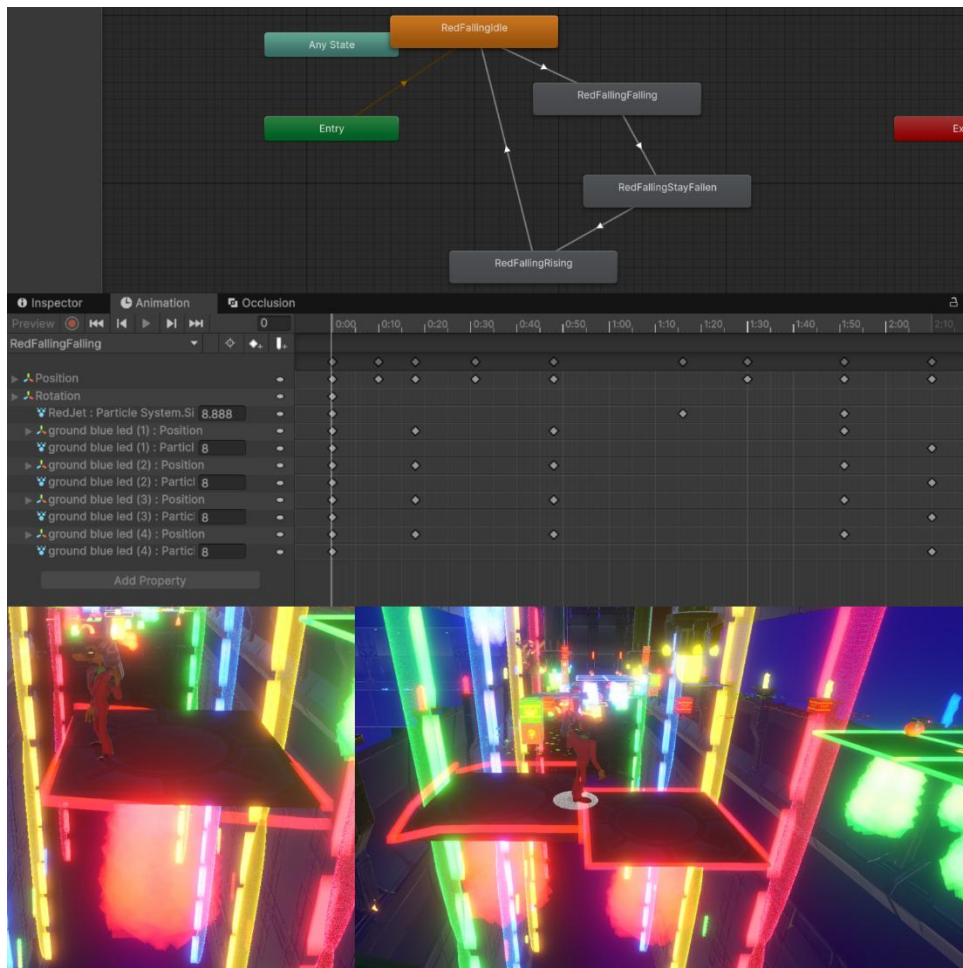 RedFallingidle
Any State
RedFallingFalling
Entry
Ex
RedFallingStayFallen
RedFallingRising
Inspector
Animation
Occlusion
Preview
0
0:00
0:10
0:20
0:30
0:40
0:50
1:00
1:10
1:20
1:30
1:40
1:50
2:00
2:10
RedFallingFalling
Position
Rotation
RedJet : Particle System.Si 8.888
ground blue led (1) : Position
ground blue led (1) : Particl 8
ground blue led (2) : Position
ground blue led (2) : Particl 8
ground blue led (3) : Position
ground blue led (3) : Partic 8
ground blue led (4) : Position
ground blue led (4) : Partic 8
Add Property